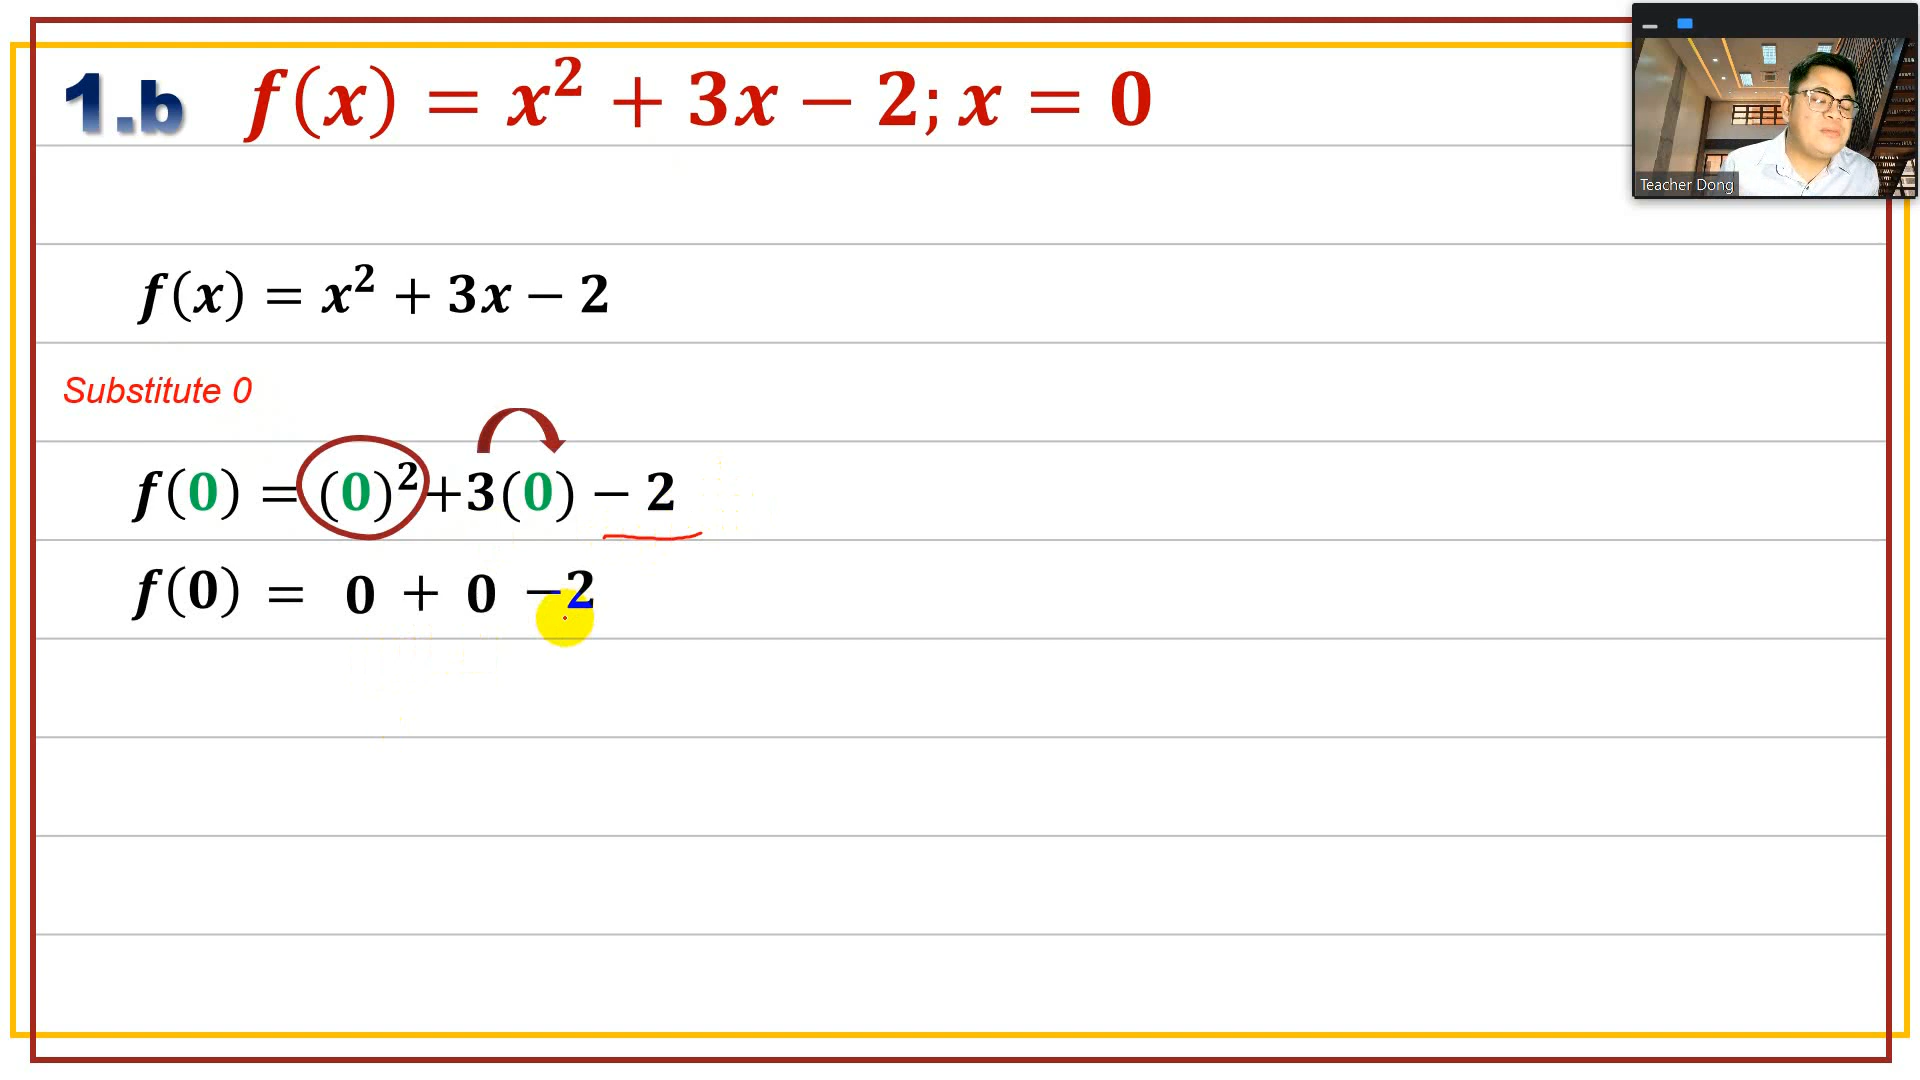 1.b f(x) = x² + 3x − 2; x = 0
Teacher Dong
f(x) = x² + 3x − 2
Substitute 0
f(0) = (0)²+3(0) − 2
f(0) = 0 + 0 −2